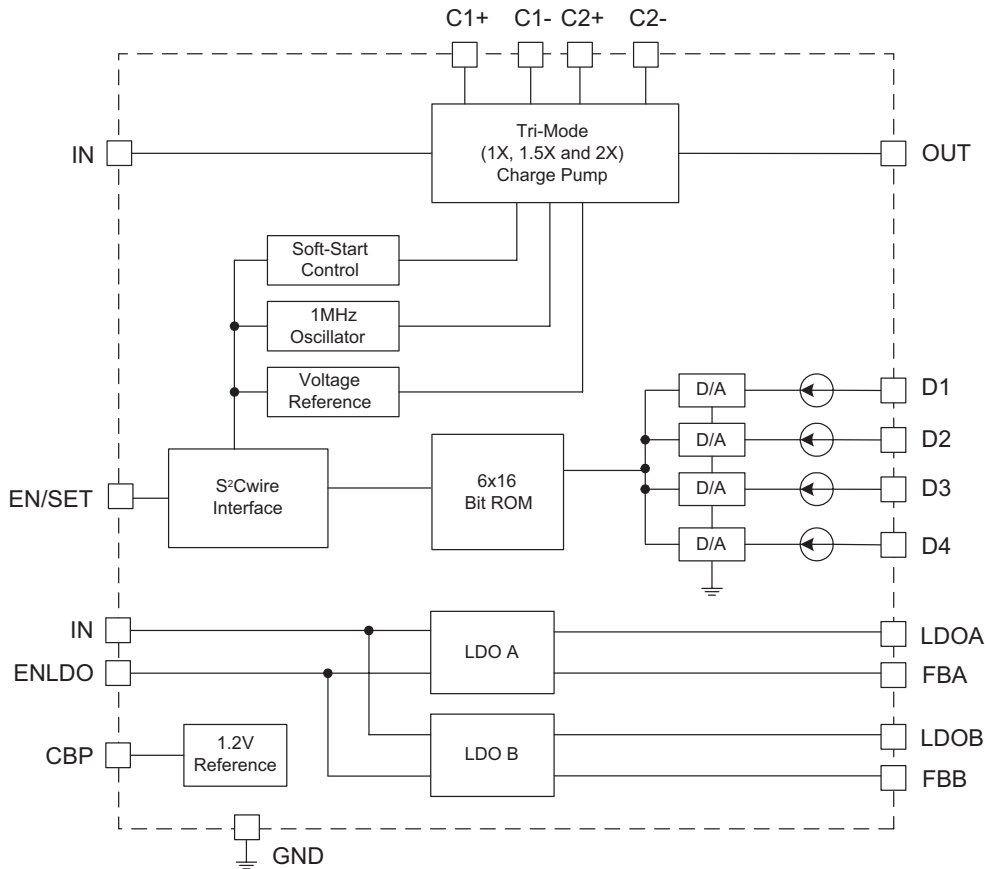 C1+ C1- C2+ C2-
IN
Tri-Mode
(1X, 1.5X and 2X)
Charge Pump
OUT
Soft-Start
Control
1MHz
Oscillator
Voltage
Reference
D/A
D1
D/A
D2
EN/SET
S²Cwire
Interface
6x16
Bit ROM
D/A
D3
D/A
D4
IN
LDO A
LDOA
ENLDO
FBA
CBP
1.2V
Reference
LDO B
LDOB
FBB
GND